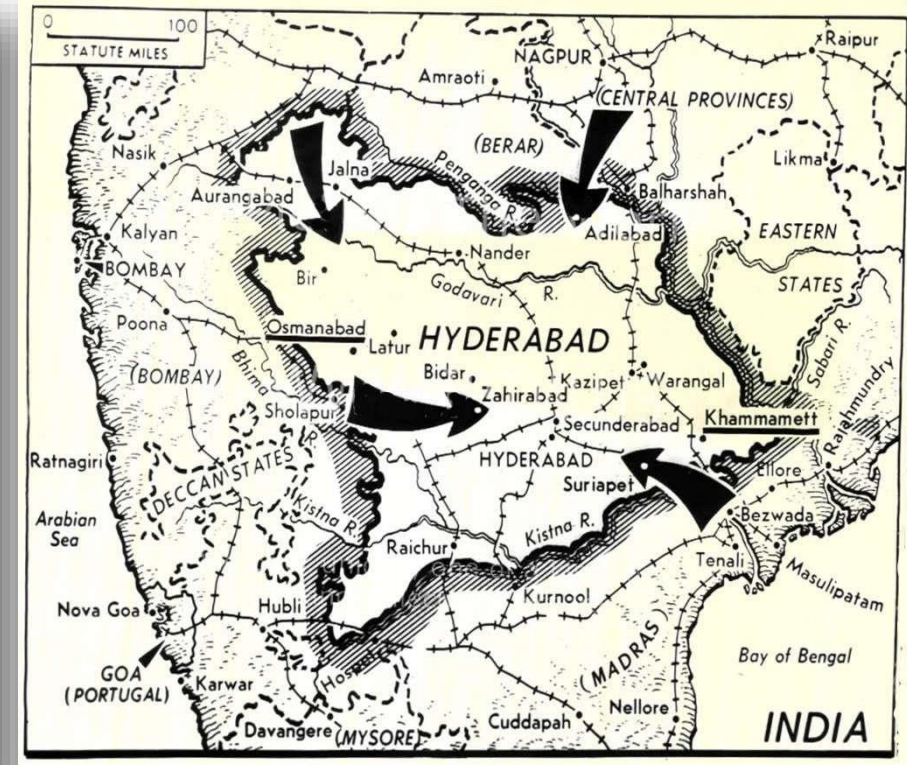 0 100
STATUTE MILES
Raipur
NAGPUR
Amraoti
(CENTRAL PROVINCES)
(BERAR)
Nasik
Jalna
Penganga R.
Likma
Aurangabad
Balharshah
Kalyan
Adilabad
EASTERN
STATES
BOMBAY
Nander
Bir
Godavari R.
Poona
Osmanabad
HYDERABAD
Latur
Sabari R.
(BOMBAY)
Bhima R.
Bidar
Zahirabad
Kazipet
Warangal
Rajahmundry
Sholapur
Secunderabad
Khammamett
HYDERABAD
Ratnagiri
DECCAN STATES
Suriapet
Ellore
Arabian
Sea
Kistna R.
Kistna R.
Bezwada
Raichur
Tenali
Masulipatam
Nova Goa
Hubli
Kurnool
GOA
(PORTUGAL)
Hospet
(MADRAS)
Bay of Bengal
Karwar
Davangere
(MYSORE)
Cuddapah
Nellore
INDIA